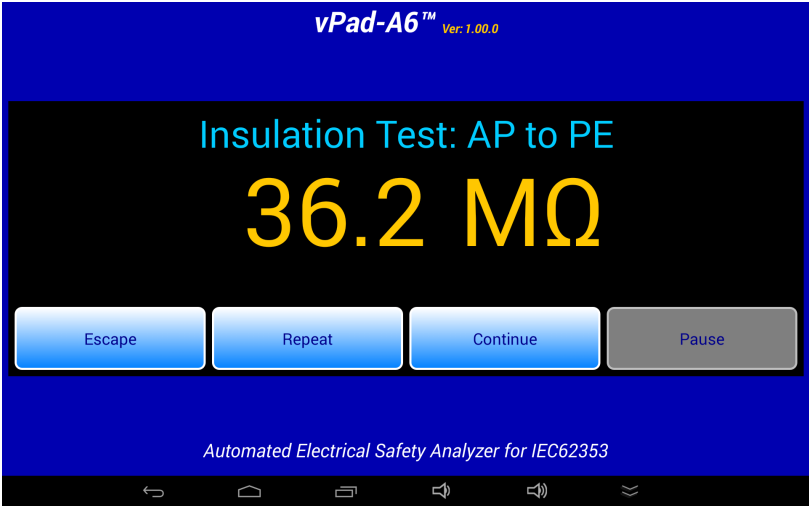 vPad-A6™ Ver: 1.00.0
Insulation Test: AP to PE
36.2 MΩ
Escape Repeat Continue Pause
Automated Electrical Safety Analyzer for IEC62353